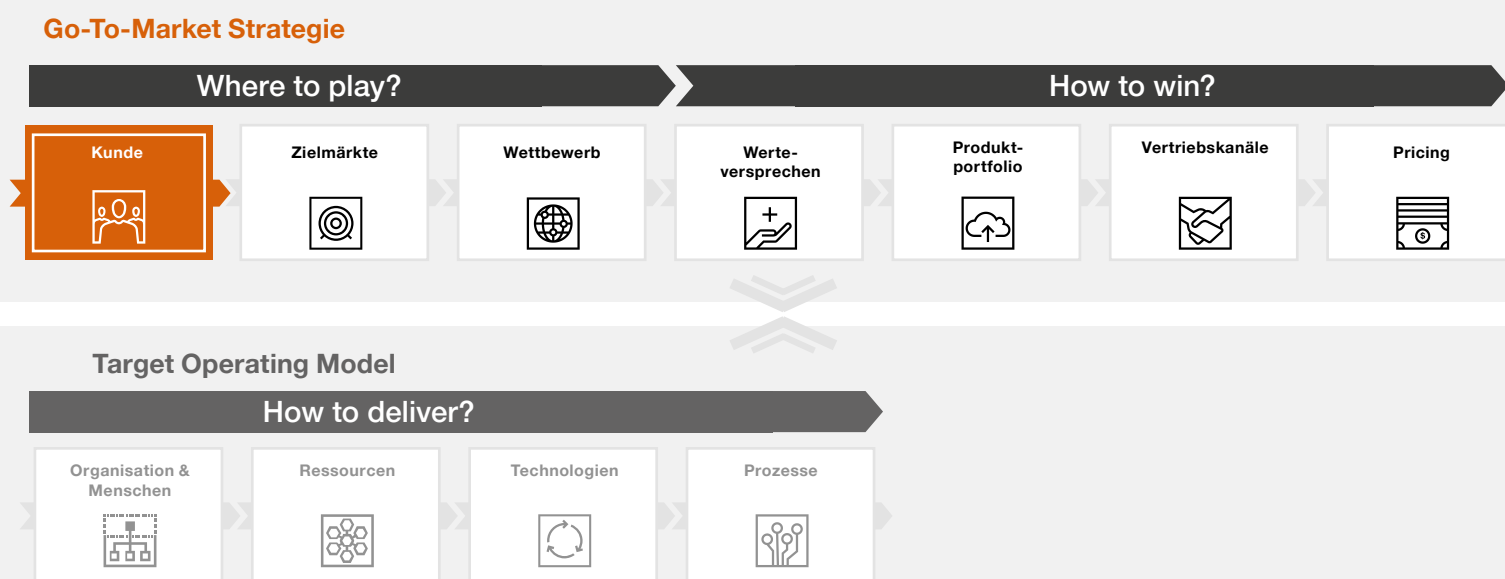 Go-To-Market Strategie
Where to play?
How to win?
Kunde
Zielmärkte
Wettbewerb
Werte-
versprechen
Produkt-
portfolio
Vertriebskanäle
Pricing
$
Target Operating Model
How to deliver?
Organisation &
Menschen
Ressourcen
Technologien
Prozesse